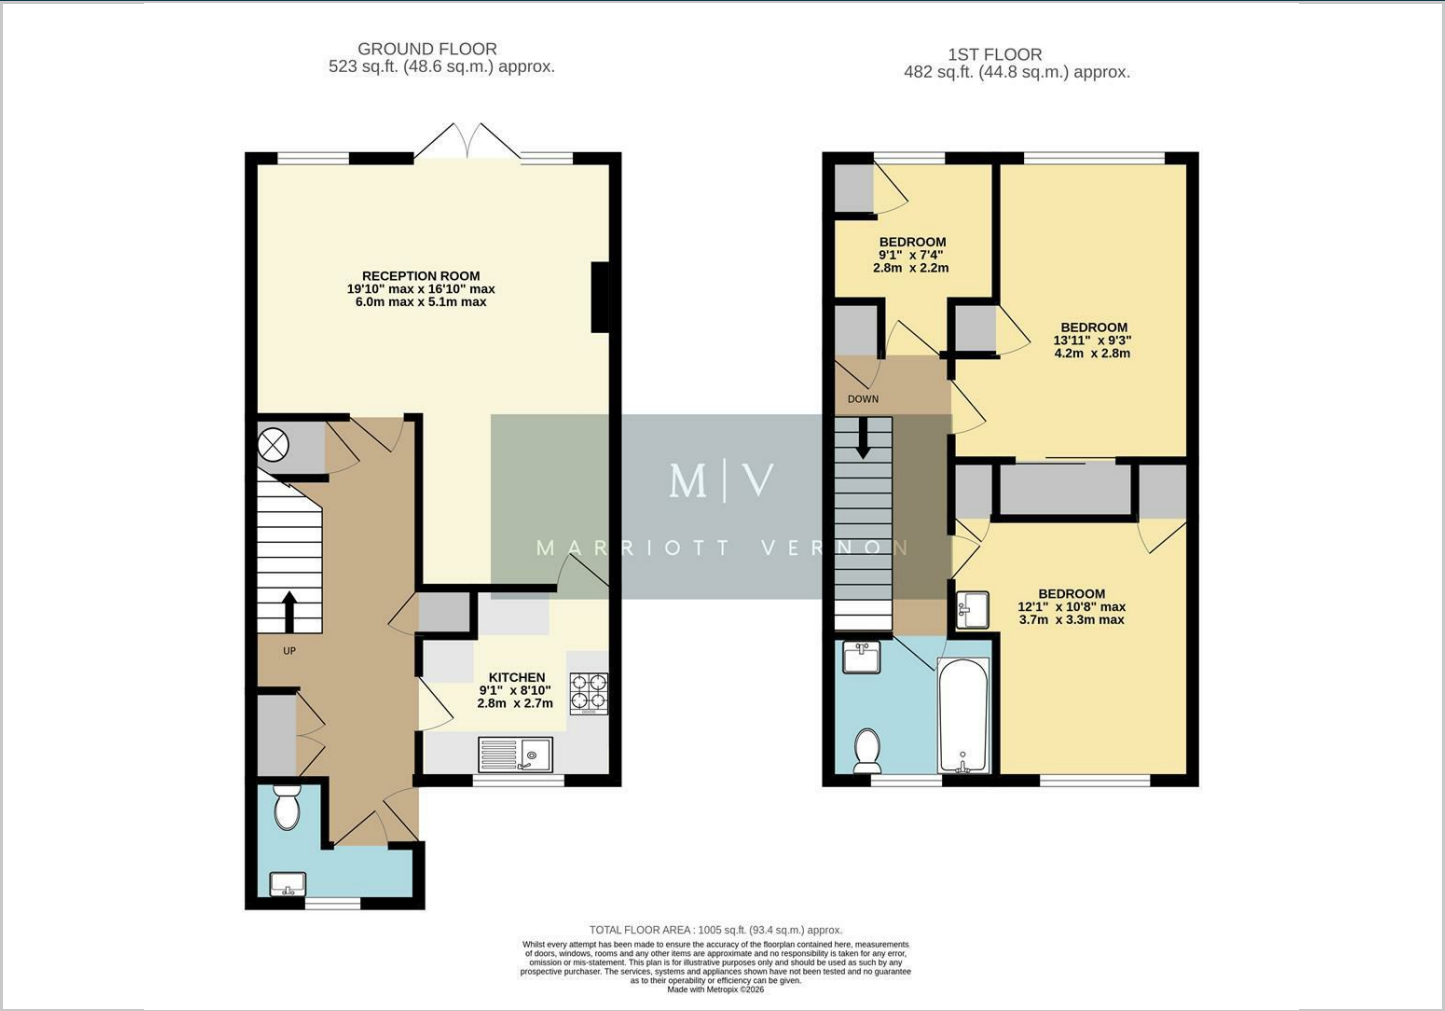 GROUND FLOOR
523 sq.ft. (48.6 sq.m.) approx.
1ST FLOOR
482 sq.ft. (44.8 sq.m.) approx.
RECEPTION ROOM
19'10" max x 16'10" max
6.0m max x 5.1m max
UP
KITCHEN
9'1" x 8'10"
2.8m x 2.7m
BEDROOM
9'1" x 7'4"
2.8m x 2.2m
BEDROOM
13'11" x 9'3"
4.2m x 2.8m
DOWN
BEDROOM
12'1" x 10'8" max
3.7m x 3.3m max
M|V
MARRIOTT VERNON
TOTAL FLOOR AREA : 1005 sq.ft. (93.4 sq.m.) approx.
Whilst every attempt has been made to ensure the accuracy of the floorplan contained here, measurements
of doors, windows, rooms and any other items are approximate and no responsibility is taken for any error,
omission or mis-statement. This plan is for illustrative purposes only and should be used as such by any
prospective purchaser. The services, systems and appliances shown have not been tested and no guarantee
as to their operability or efficiency can be given.
Made with Metropix ©2026